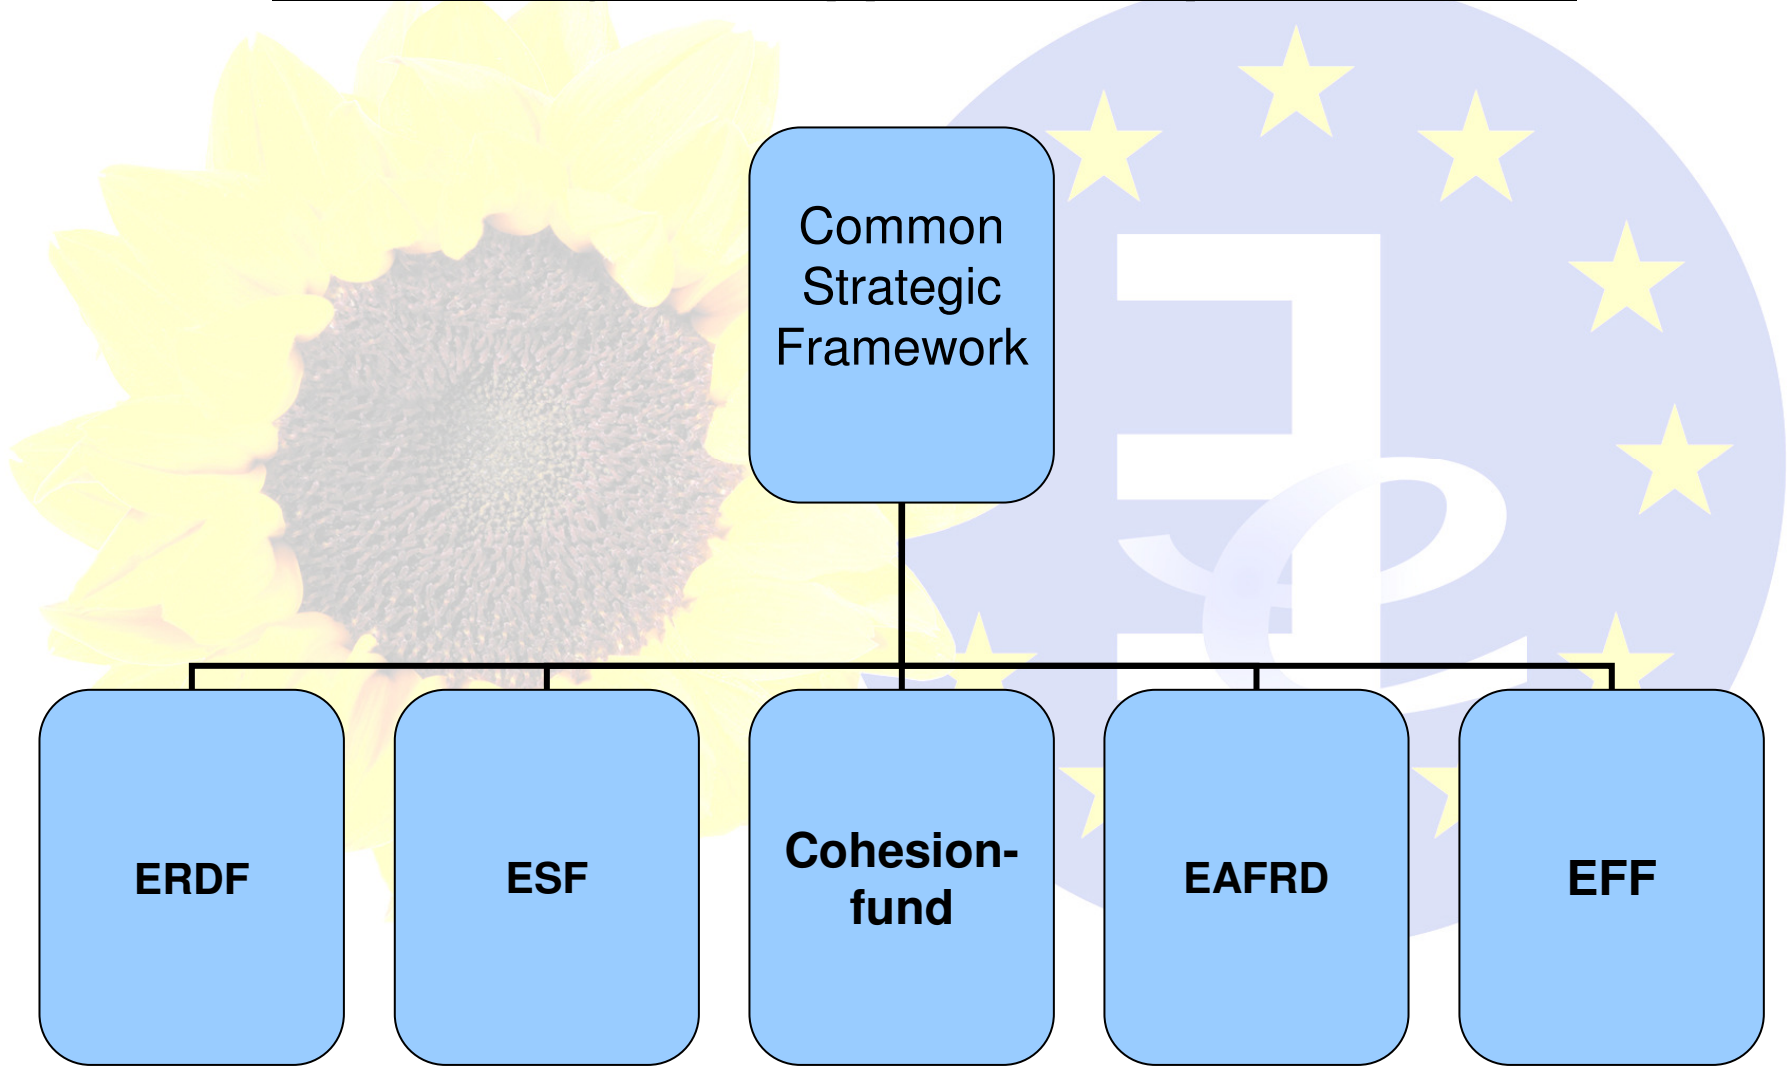 Common
Strategic
Framework
ERDF
ESF
Cohesion-
fund
EAFRD
EFF